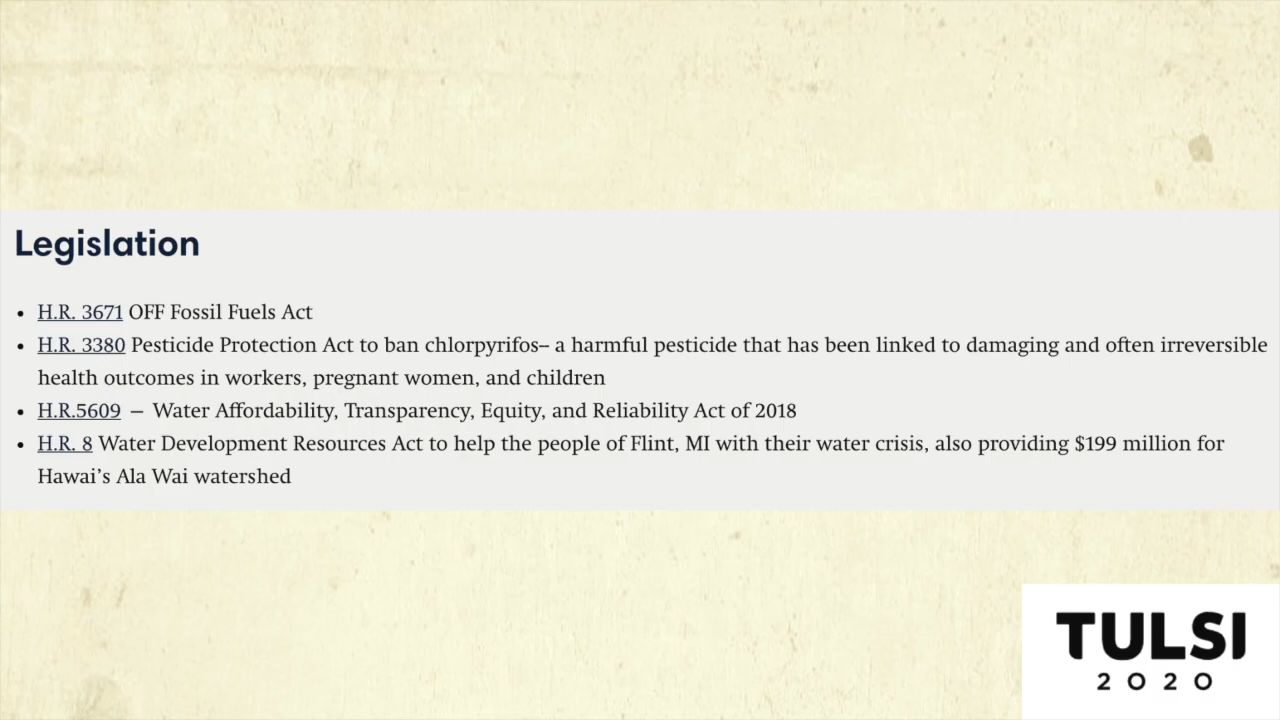 Legislation
• H.R. 3671 OFF Fossil Fuels Act
• H.R. 3380 Pesticide Protection Act to ban chlorpyrifos– a harmful pesticide that has been linked to damaging and often irreversible
health outcomes in workers, pregnant women, and children
• H.R.5609 – Water Affordability, Transparency, Equity, and Reliability Act of 2018
• H.R. 8 Water Development Resources Act to help the people of Flint, MI with their water crisis, also providing $199 million for
Hawai’s Ala Wai watershed
TULSI
2020